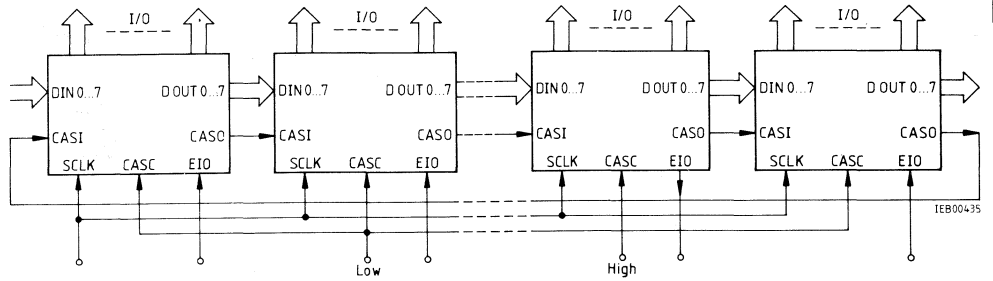 I/O I/O I/O I/O
DIN 0...7 D OUT 0...7 DIN 0...7 D OUT 0...7 DIN 0...7 D OUT 0...7 DIN 0...7 D OUT 0...7
CASI CASO CASI CASO CASI CASO CASI CASO
SCLK CASC EIO SCLK CASC EIO SCLK CASC EIO SCLK CASC EIO
IEB00435
Low High